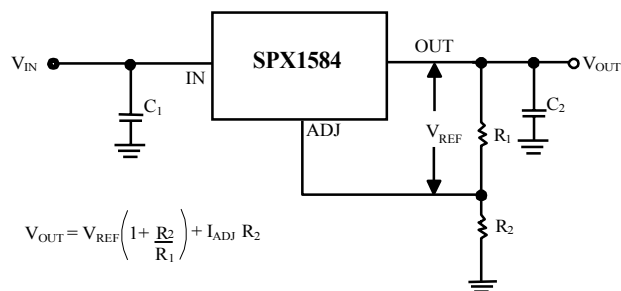 V_IN
IN
SPX1584
OUT
V_OUT
C_1
ADJ
V_REF
R_1
C_2
R_2
V_OUT = V_REF (1 + R_2/R_1) + I_ADJ R_2